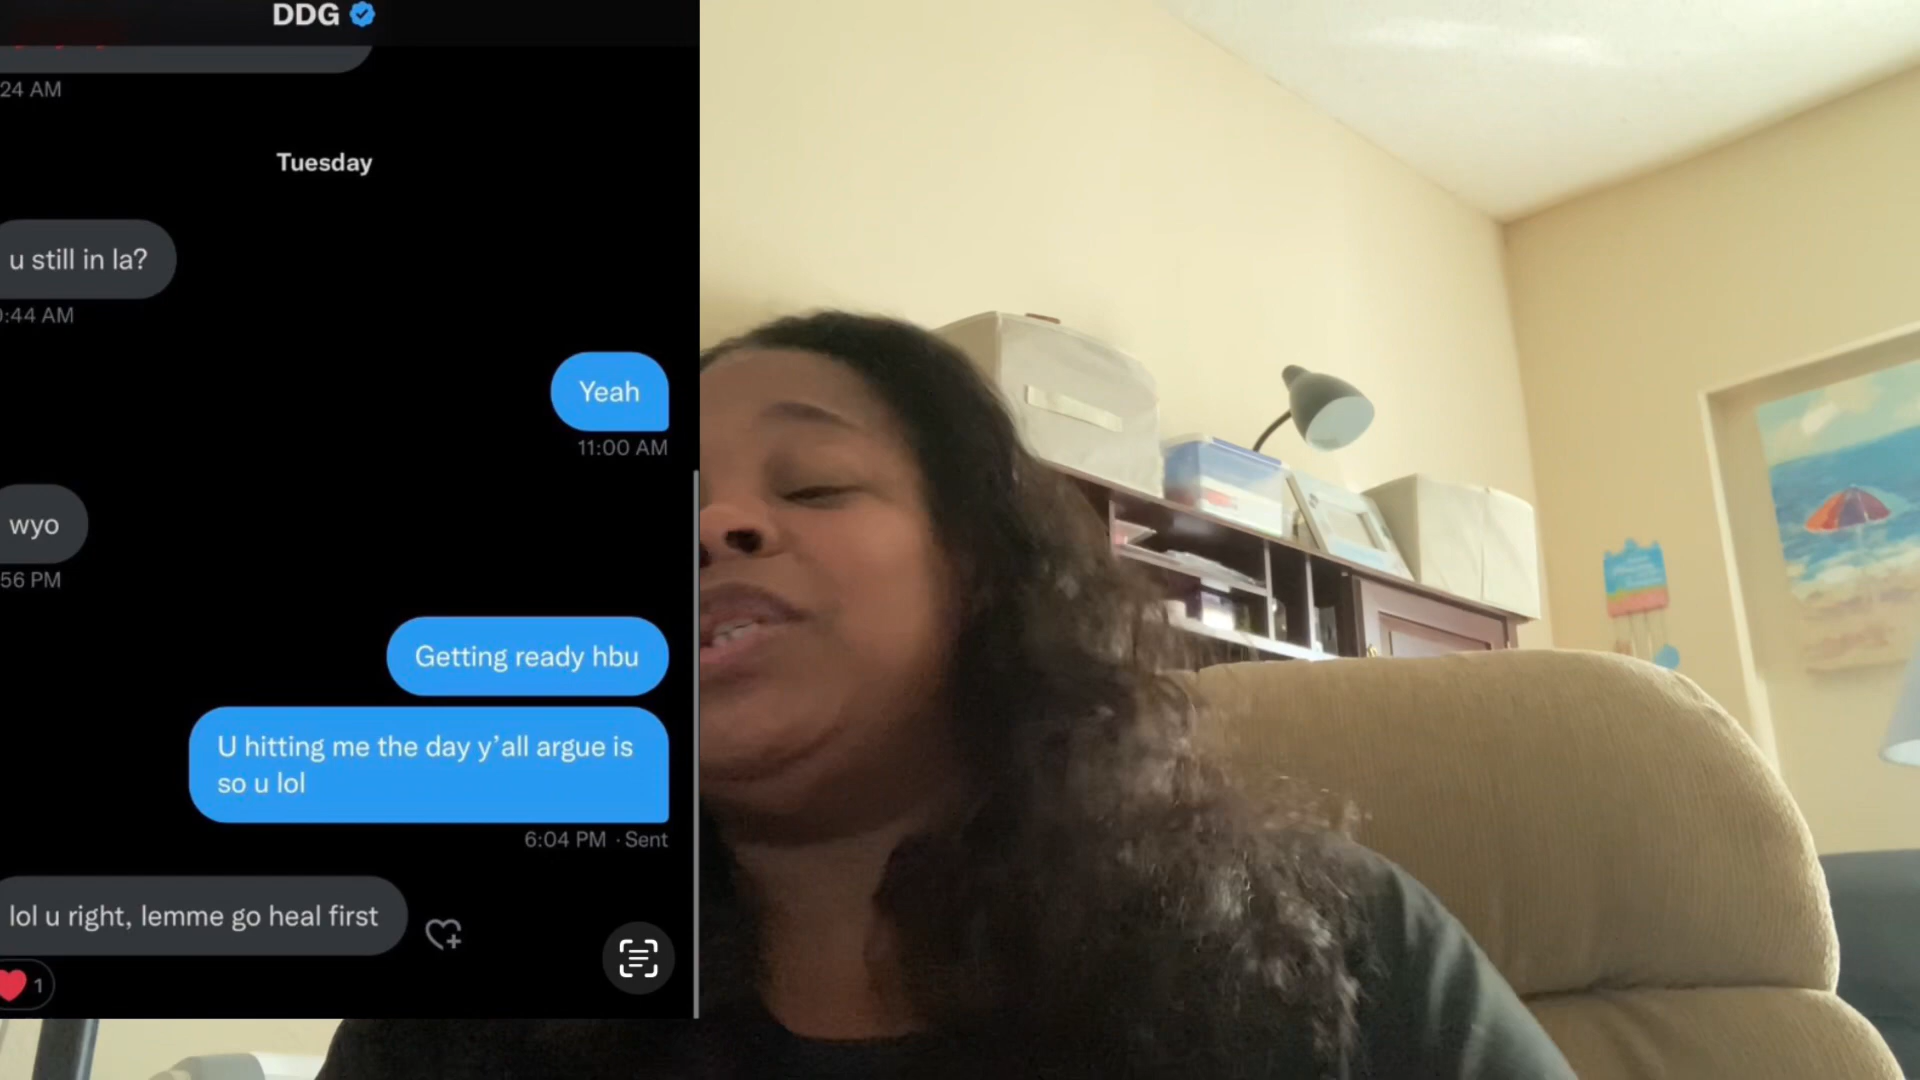 DDG
24 AM
Tuesday
u still in la?
:44 AM
Yeah
11:00 AM
wyo
56 PM
Getting ready hbu
U hitting me the day y’all argue is
so u lol
6:04 PM · Sent
lol u right, lemme go heal first
1